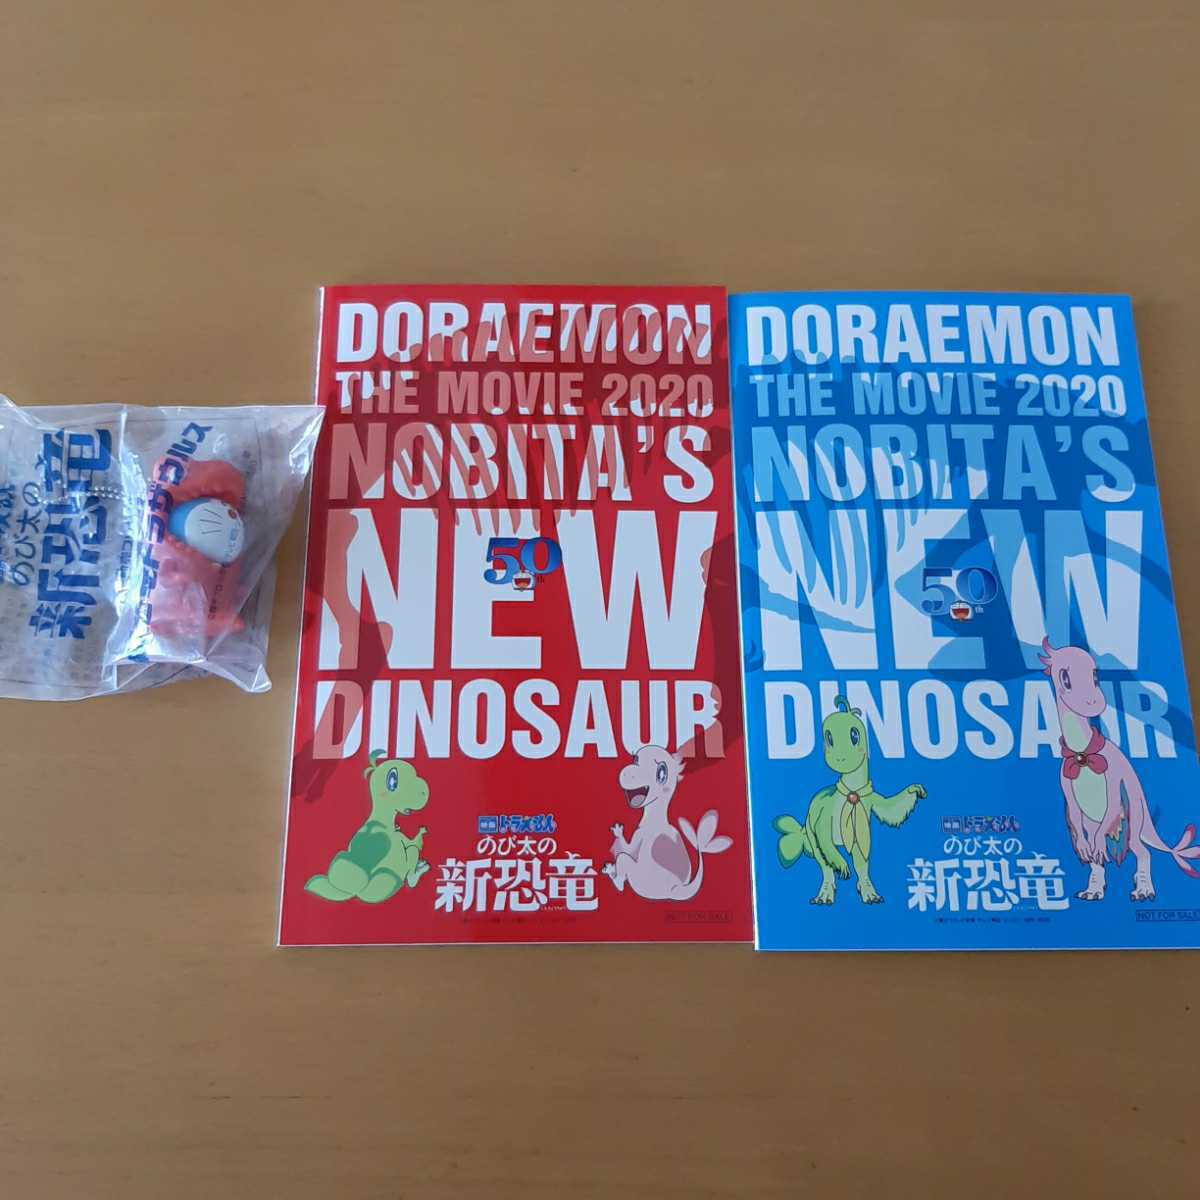 のび太の
新恐竜
DORAEMON
THE MOVIE 2020
NOBITA'S
NEW
50th
DINOSAUR
映画ドラえもん
のび太の
新恐竜
NOT FOR SALE
DORAEMON
THE MOVIE 2020
NOBITA'S
NEW
50th
DINOSAUR
映画ドラえもん
のび太の
新恐竜
NOT FOR SALE